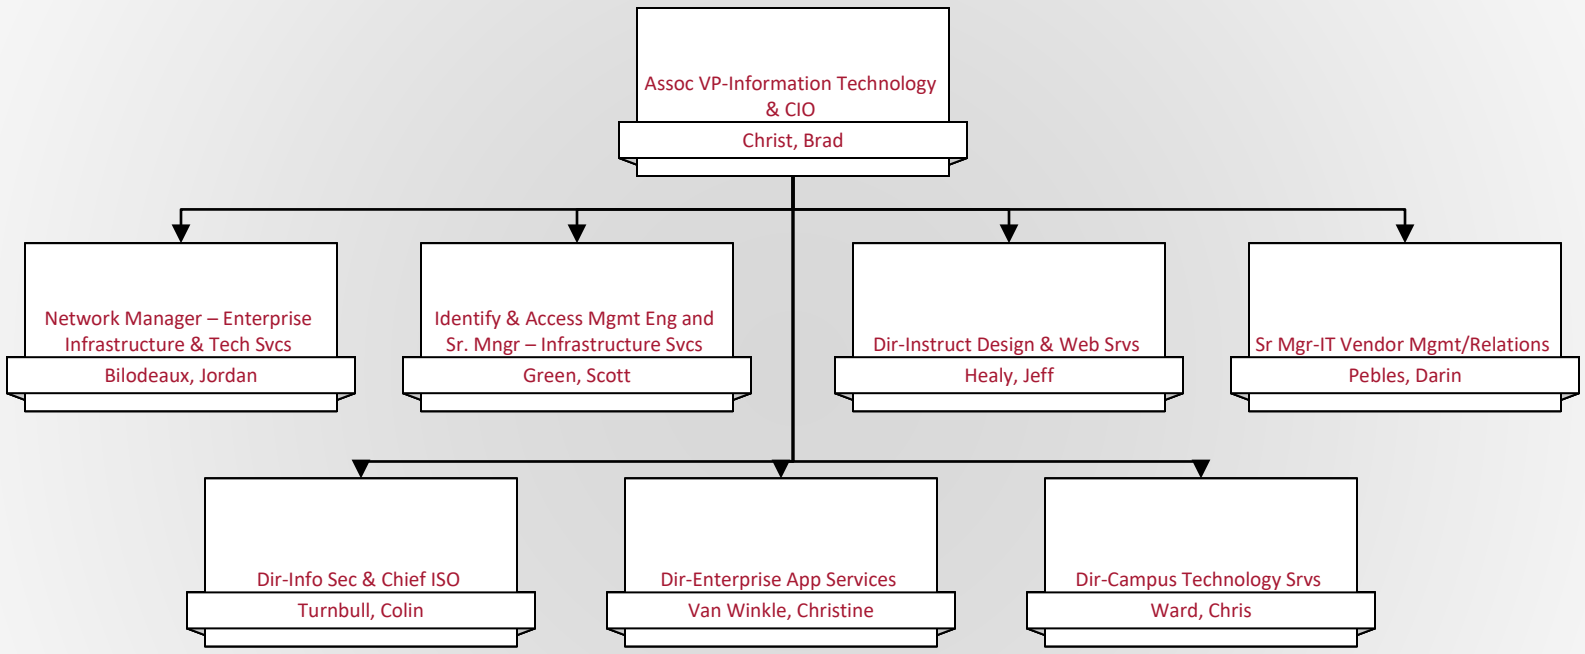 Assoc VP-Information Technology
& CIO
Christ, Brad
Network Manager – Enterprise
Infrastructure & Tech Svcs
Bilodeaux, Jordan
Identify & Access Mgmt Eng and
Sr. Mngr – Infrastructure Svcs
Green, Scott
Dir-Instruct Design & Web Srvs
Healy, Jeff
Sr Mgr-IT Vendor Mgmt/Relations
Pebles, Darin
Dir-Info Sec & Chief ISO
Turnbull, Colin
Dir-Enterprise App Services
Van Winkle, Christine
Dir-Campus Technology Srvs
Ward, Chris